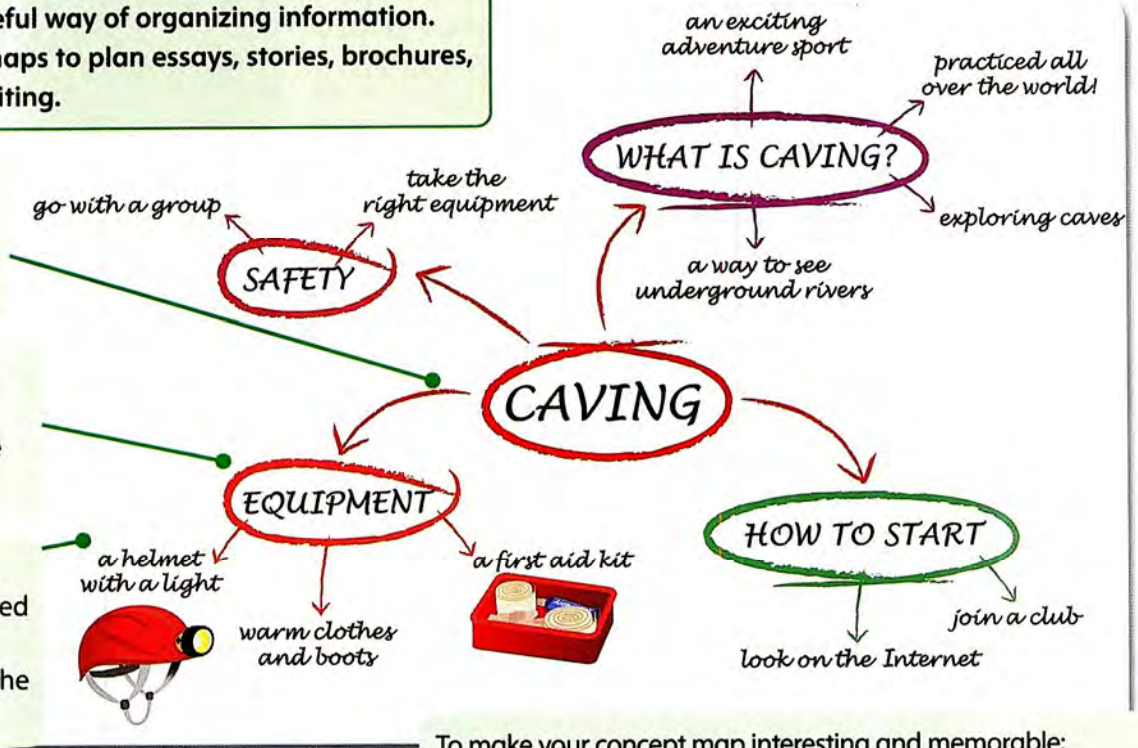 eful way of organizing information.
naps to plan essays, stories, brochures,
iting.
an exciting
adventure sport
practiced all
over the world!
WHAT IS CAVING?
exploring caves
a way to see
underground rivers
go with a group
take the
right equipment
SAFETY
CAVING
EQUIPMENT
a helmet
with a light
warm clothes
and boots
a first aid kit
HOW TO START
look on the Internet
join a club
e
ed
he
To make your concept map interesting and memorable: